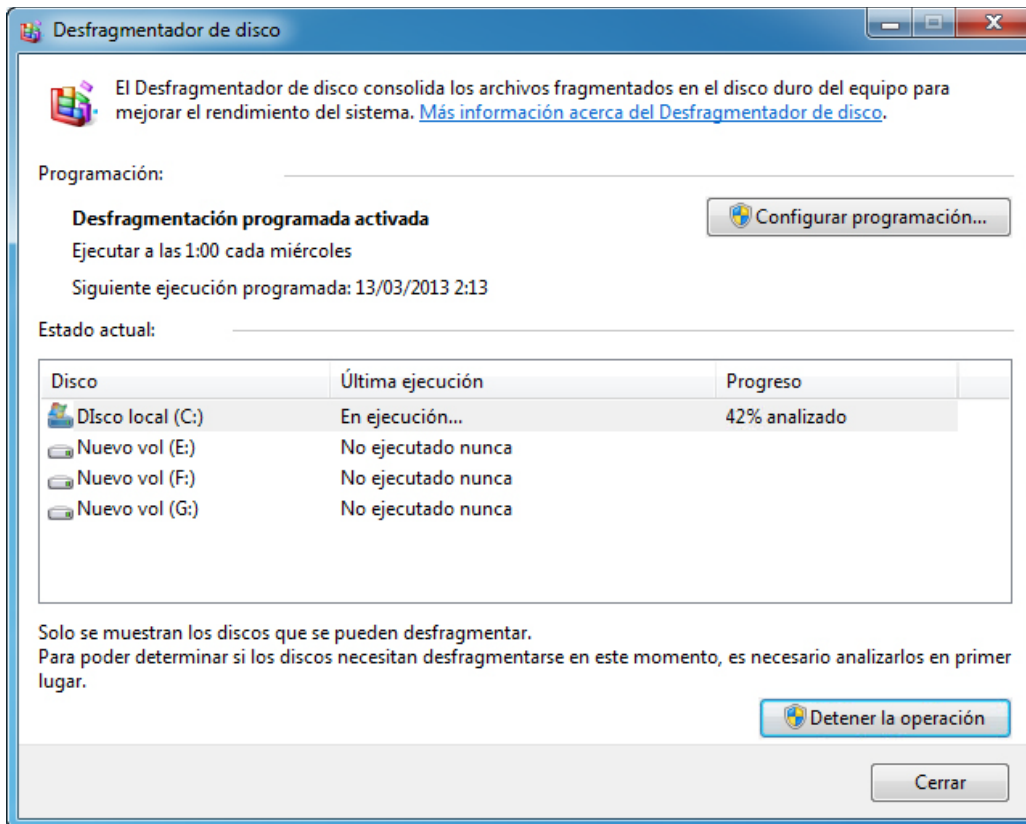 Desfragmentador de disco
El Desfragmentador de disco consolida los archivos fragmentados en el disco duro del equipo para
mejorar el rendimiento del sistema. Más información acerca del Desfragmentador de disco.
Programación:
Desfragmentación programada activada
Configurar programación...
Ejecutar a las 1:00 cada miércoles
Siguiente ejecución programada: 13/03/2013 2:13
Estado actual:
Disco Última ejecución Progreso
DIsco local (C:) En ejecución... 42% analizado
Nuevo vol (E:) No ejecutado nunca
Nuevo vol (F:) No ejecutado nunca
Nuevo vol (G:) No ejecutado nunca
Solo se muestran los discos que se pueden desfragmentar.
Para poder determinar si los discos necesitan desfragmentarse en este momento, es necesario analizarlos en primer
lugar.
Detener la operación
Cerrar